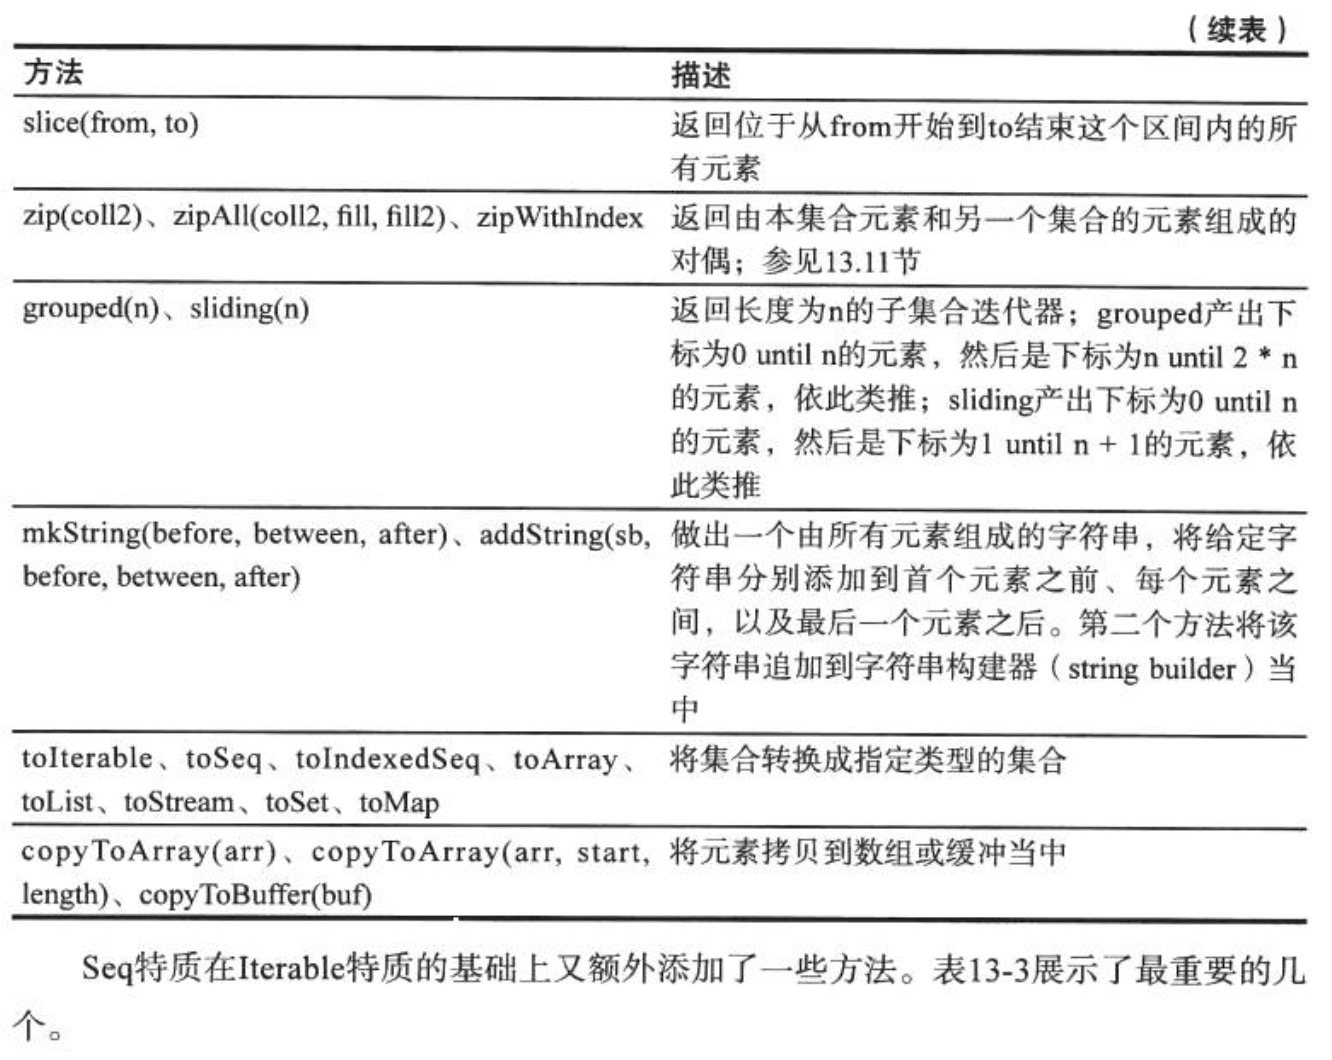 （续表）
方法
描述
slice(from, to)
返回位于从from开始到to结束这个区间内的所
有元素
zip(coll2)、zipAll(coll2, fill, fill2)、zipWithIndex
返回由本集合元素和另一个集合的元素组成的
对偶；参见13.11节
grouped(n)、sliding(n)
返回长度为n的子集合迭代器；grouped产出下
标为0 until n的元素，然后是下标为n until 2 * n
的元素，依此类推；sliding产出下标为0 until n
的元素，然后是下标为1 until n + 1的元素，依
此类推
mkString(before, between, after)、addString(sb,
before, between, after)
做出一个由所有元素组成的字符串，将给定字
符串分别添加到首个元素之前、每个元素之
间，以及最后一个元素之后。第二个方法将该
字符串追加到字符串构建器（string builder）当
中
toIterable、toSeq、toIndexedSeq、toArray、
toList、toStream、toSet、toMap
将集合转换成指定类型的集合
copyToArray(arr)、copyToArray(arr, start,
length)、copyToBuffer(buf)
将元素拷贝到数组或缓冲当中
Seq特质在Iterable特质的基础上又额外添加了一些方法。表13-3展示了最重要的几
个。